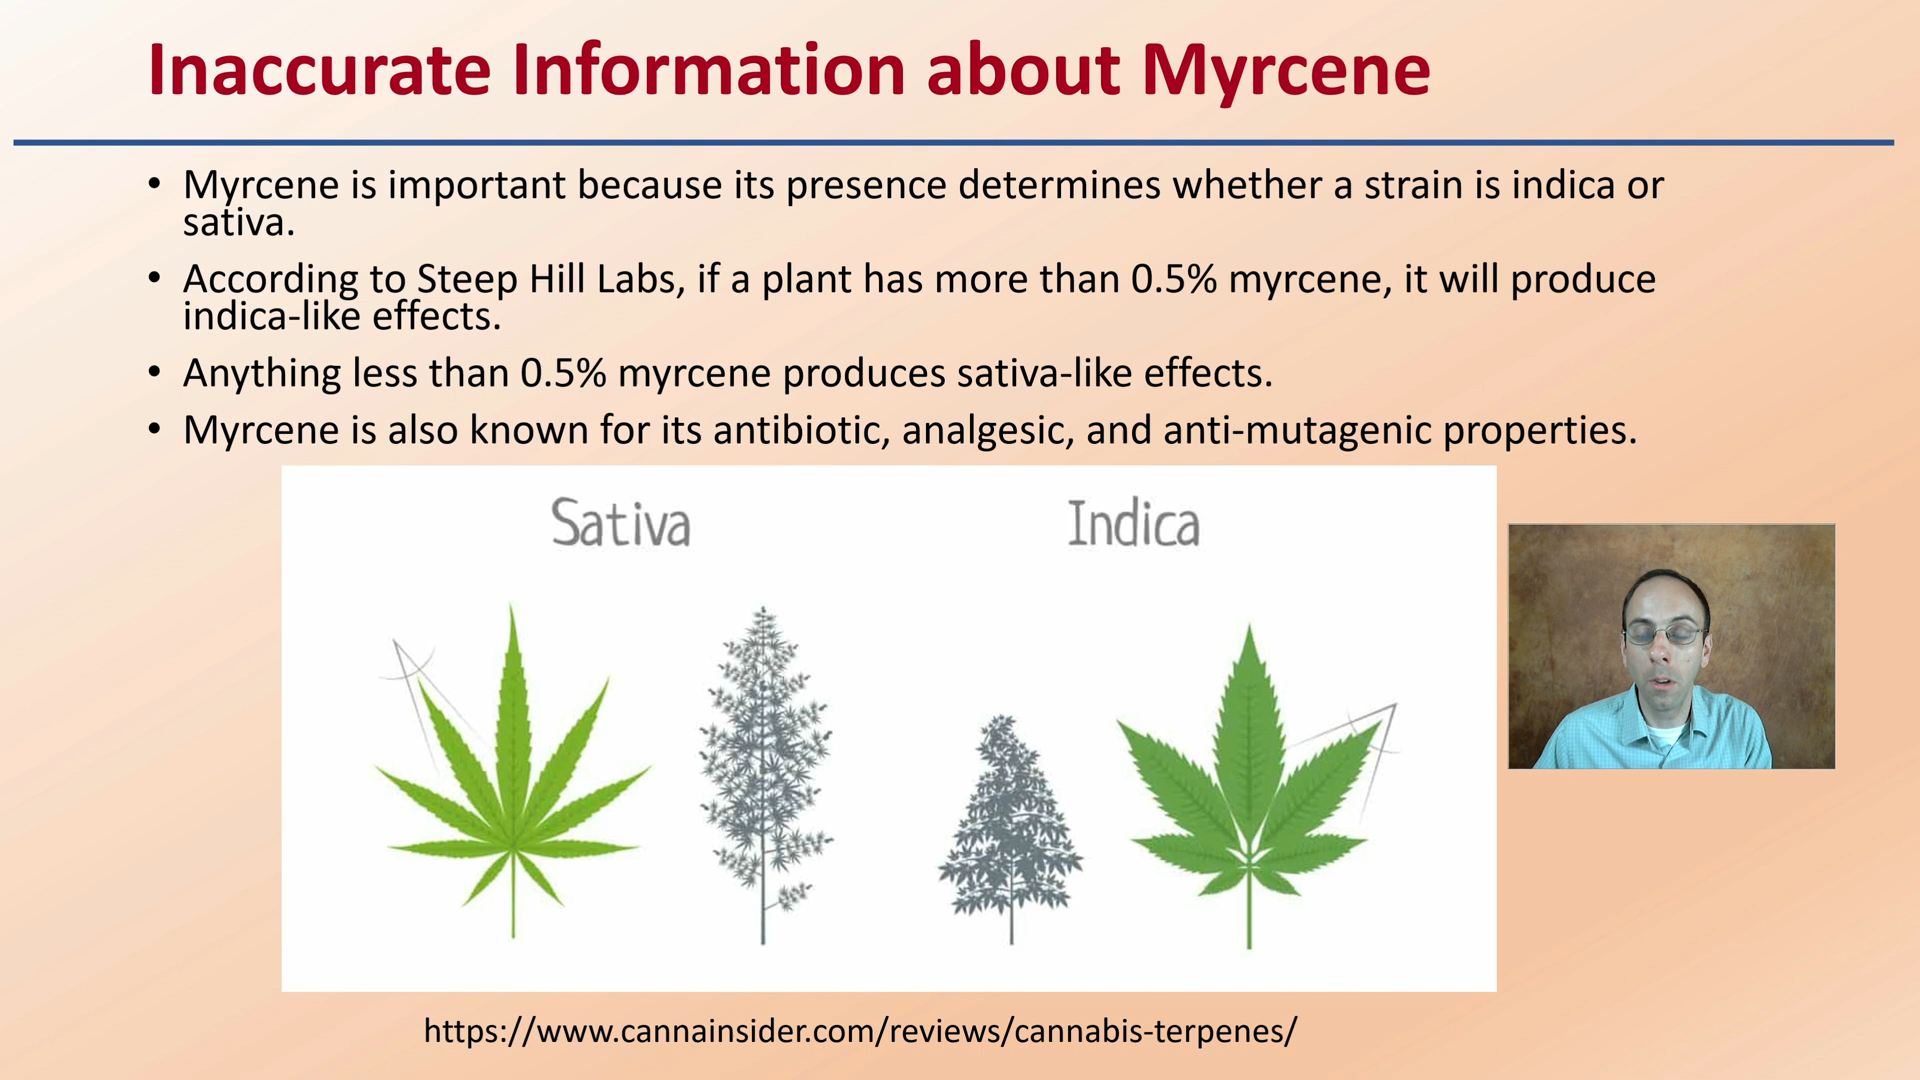 Inaccurate Information about Myrcene
• Myrcene is important because its presence determines whether a strain is indica or
sativa.
• According to Steep Hill Labs, if a plant has more than 0.5% myrcene, it will produce
indica-like effects.
• Anything less than 0.5% myrcene produces sativa-like effects.
• Myrcene is also known for its antibiotic, analgesic, and anti-mutagenic properties.
Sativa
Indica
https://www.cannainsider.com/reviews/cannabis-terpenes/